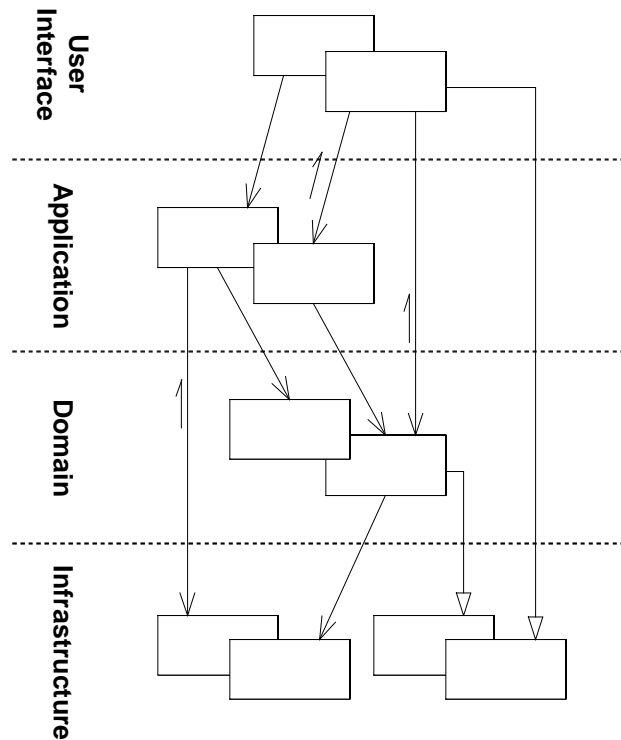 User
Interface
Application
Domain
Infrastructure